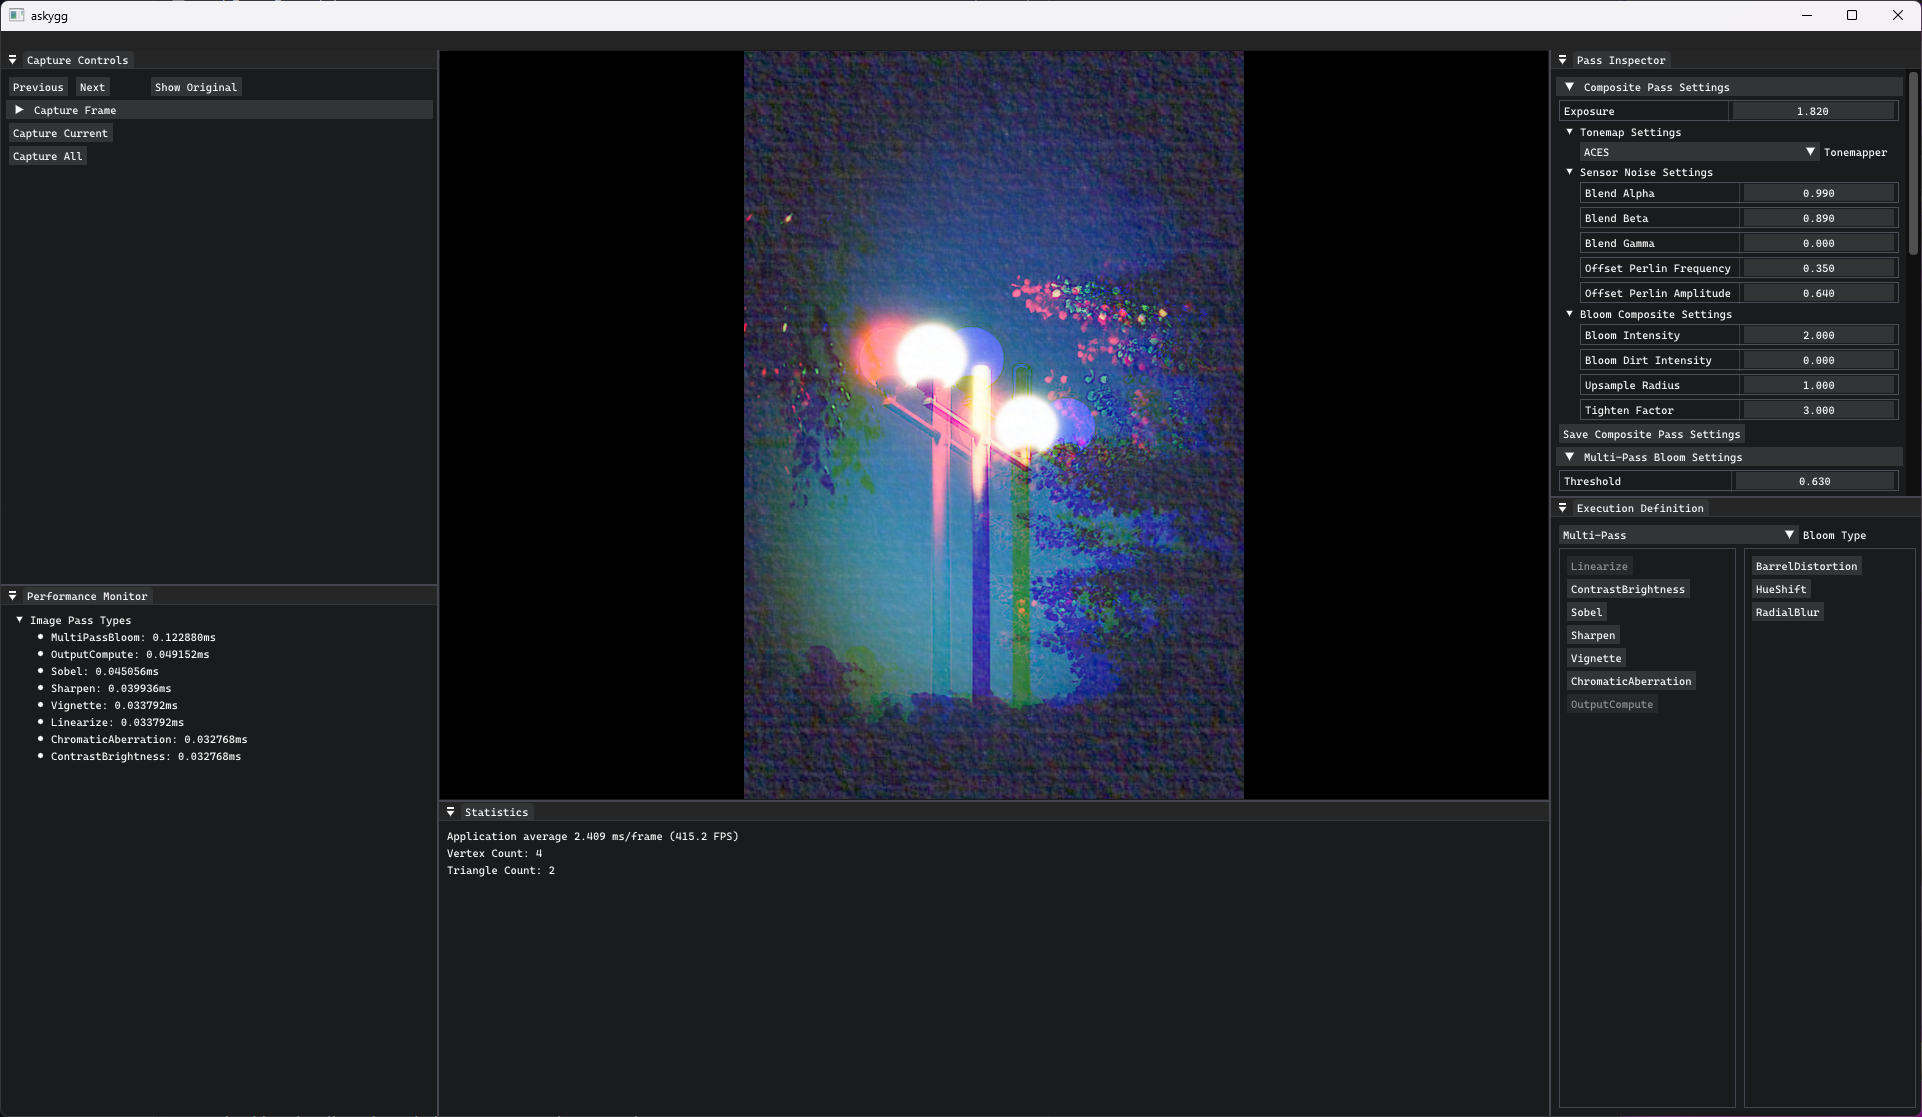 askygg
Capture Controls
Previous Next Show Original
Capture Frame
Capture Current
Capture All
Performance Monitor
Image Pass Types
MultiPassBloom: 0.122880ms
OutputCompute: 0.049152ms
Sobel: 0.045056ms
Sharpen: 0.039936ms
Vignette: 0.033792ms
Linearize: 0.033792ms
ChromaticAberration: 0.032768ms
ContrastBrightness: 0.032768ms
Statistics
Application average 2.409 ms/frame (415.2 FPS)
Vertex Count: 4
Triangle Count: 2
Pass Inspector
Composite Pass Settings
Exposure 1.820
Tonemap Settings
ACES Tonemapper
Sensor Noise Settings
Blend Alpha 0.990
Blend Beta 0.890
Blend Gamma 0.000
Offset Perlin Frequency 0.350
Offset Perlin Amplitude 0.640
Bloom Composite Settings
Bloom Intensity 2.000
Bloom Dirt Intensity 0.000
Upsample Radius 1.000
Tighten Factor 3.000
Save Composite Pass Settings
Multi-Pass Bloom Settings
Threshold 0.630
Execution Definition
Multi-Pass Bloom Type
Linearize
ContrastBrightness
Sobel
Sharpen
Vignette
ChromaticAberration
OutputCompute
BarrelDistortion
HueShift
RadialBlur